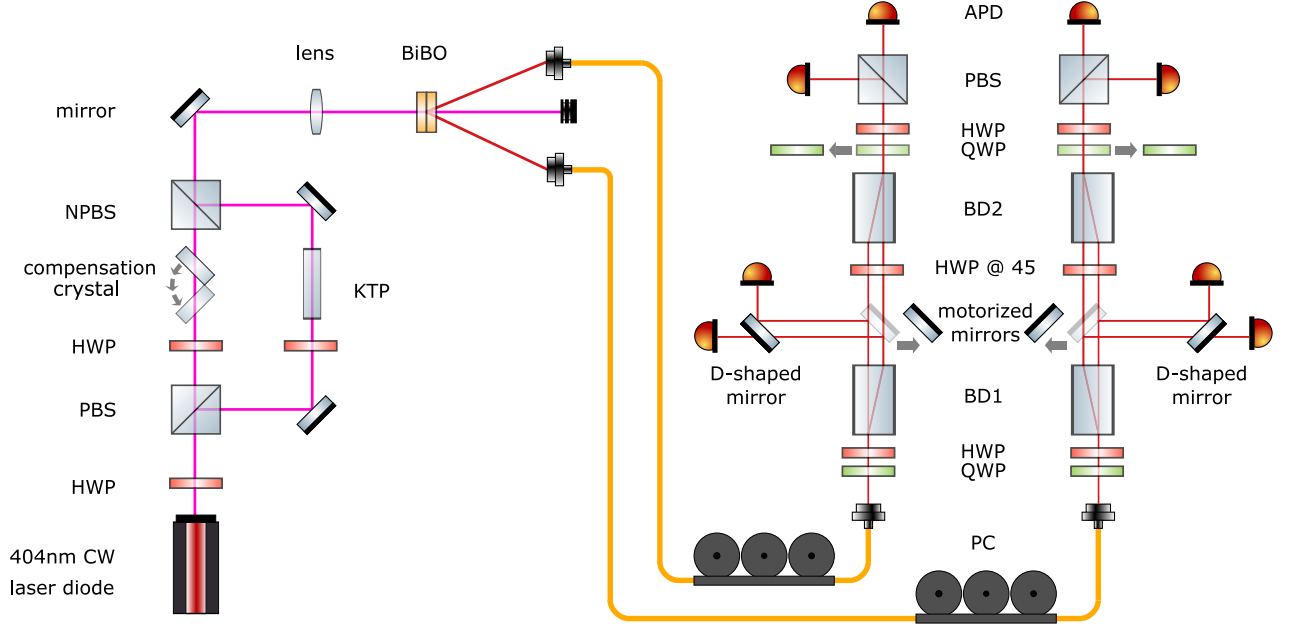 lens
BiBO
mirror
NPBS
compensation
crystal
KTP
HWP
PBS
HWP
404nm CW
laser diode
APD
PBS
HWP
QWP
BD2
HWP @ 45
motorized
mirrors
D-shaped
mirror
D-shaped
mirror
BD1
HWP
QWP
PC